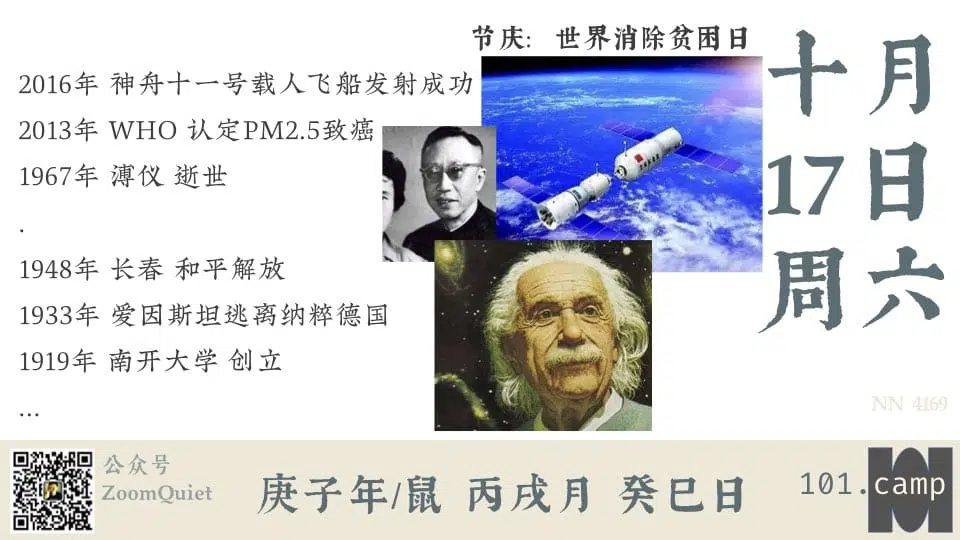 节庆: 世界消除贫困日
十月
17日
周六
2016年 神舟十一号载人飞船发射成功
2013年 WHO 认定PM2.5致癌
1967年 溥仪 逝世
.
1948年 长春 和平解放
1933年 爱因斯坦逃离纳粹德国
1919年 南开大学 创立
...
NN 4169
公众号
ZoomQuiet
庚子年/鼠 丙戌月 癸巳日
101.camp